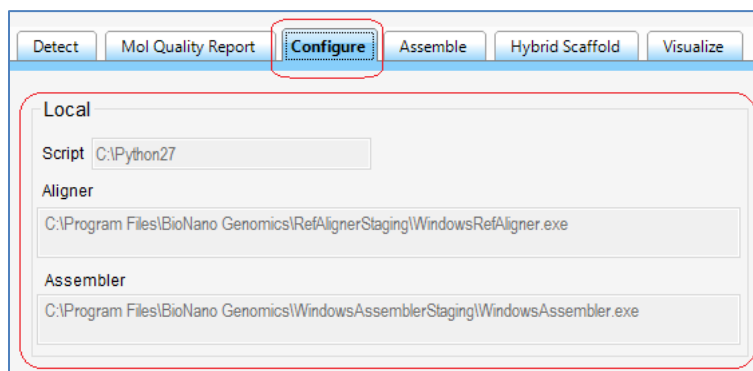 Detect Mol Quality Report Configure Assemble Hybrid Scaffold Visualize
Local
Script C:\Python27
Aligner
C:\Program Files\BioNano Genomics\RefAlignerStaging\WindowsRefAligner.exe
Assembler
C:\Program Files\BioNano Genomics\WindowsAssemblerStaging\WindowsAssembler.exe